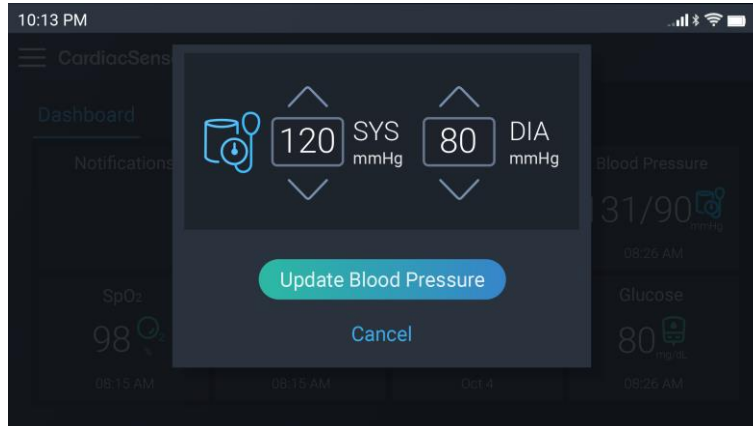 10:13 PM
CardiacSens
Dashboard
Notifications
Blood Pressure
120 SYS mmHg
80 DIA mmHg
31/90 mmHg
08:26 AM
Update Blood Pressure
SpO₂
Glucose
Cancel
98 %
80 mg/dL
08:15 AM
08:15 AM
Oct 4
08:26 AM